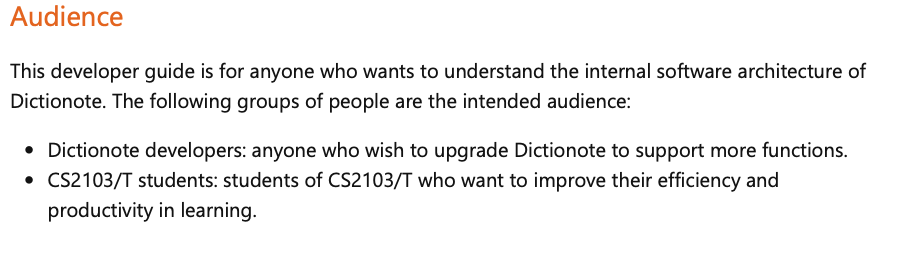 Audience
This developer guide is for anyone who wants to understand the internal software architecture of
Dictionote. The following groups of people are the intended audience:
• Dictionote developers: anyone who wish to upgrade Dictionote to support more functions.
• CS2103/T students: students of CS2103/T who want to improve their efficiency and
productivity in learning.